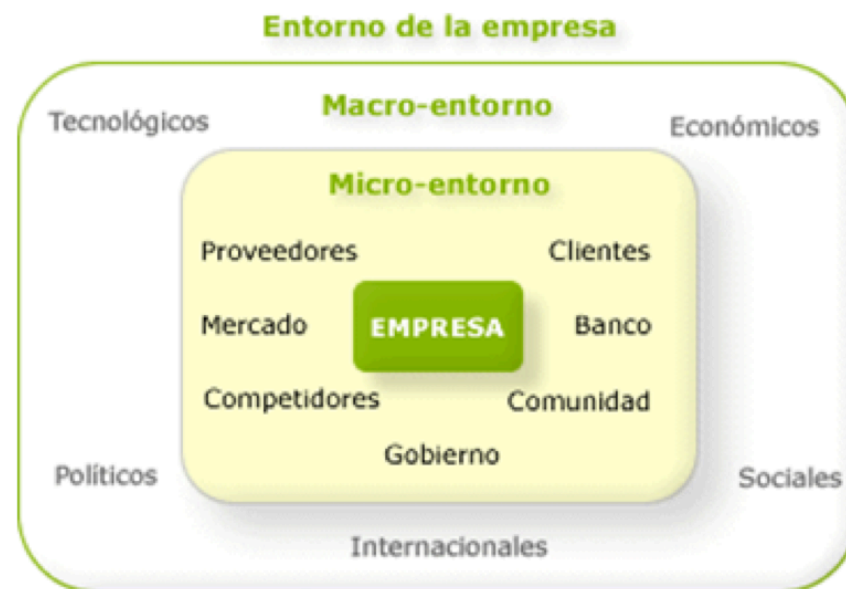 Entorno de la empresa
Macro-entorno
Tecnológicos
Económicos
Micro-entorno
Proveedores
Clientes
Mercado
EMPRESA
Banco
Competidores
Comunidad
Gobierno
Políticos
Sociales
Internacionales